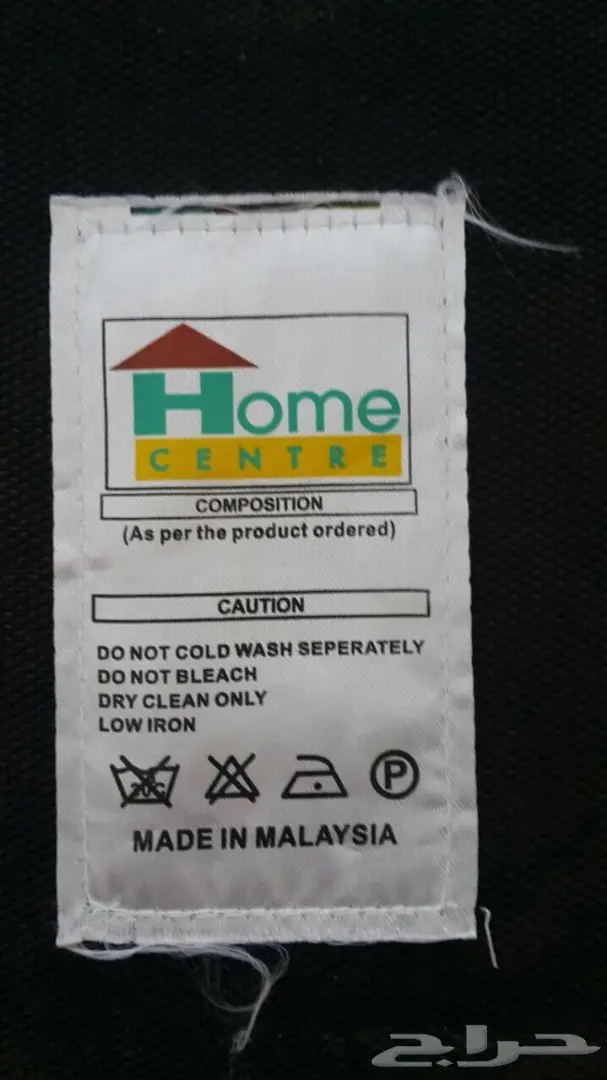 Home
CENTRE
COMPOSITION
(As per the product ordered)
CAUTION
DO NOT COLD WASH SEPERATELY
DO NOT BLEACH
DRY CLEAN ONLY
LOW IRON
20C
P
MADE IN MALAYSIA
حراج